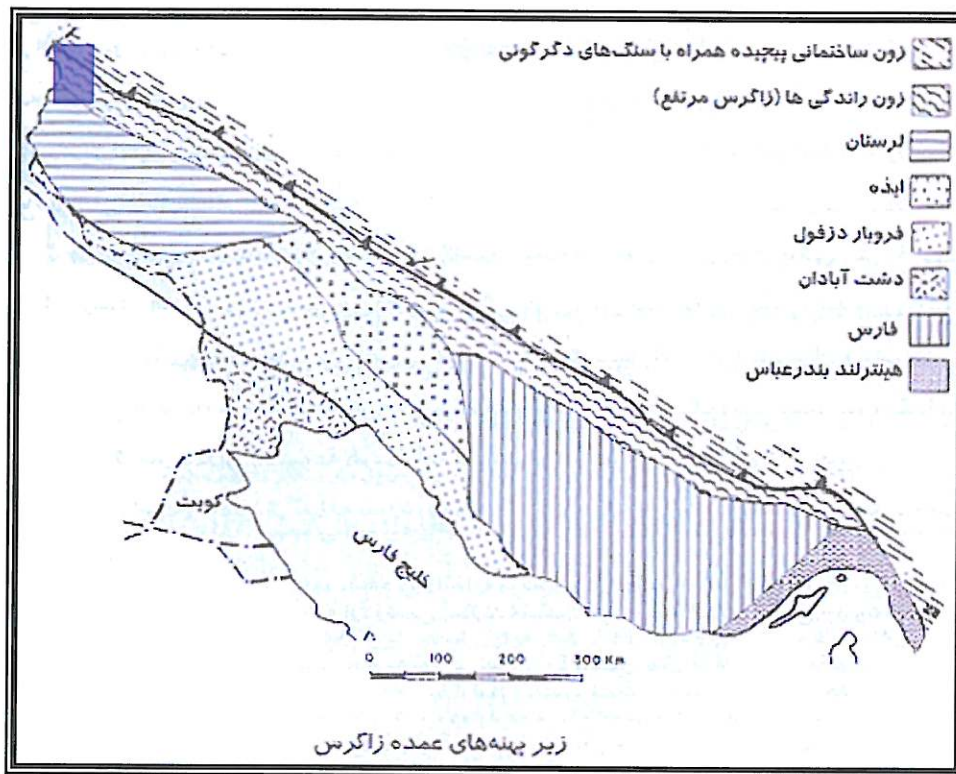 زون ساختمانی پیچیده همراه با سنگ‌های دگرگونی
زون راندگی ها (زاگرس مرتفع)
لرستان
ایذه
فروبار دزفول
دشت آبادان
فارس
هینترلند بندرعباس
کویت
خلیج فارس
0 100 200 300 Km
زیر پهنه‌های عمده زاگرس